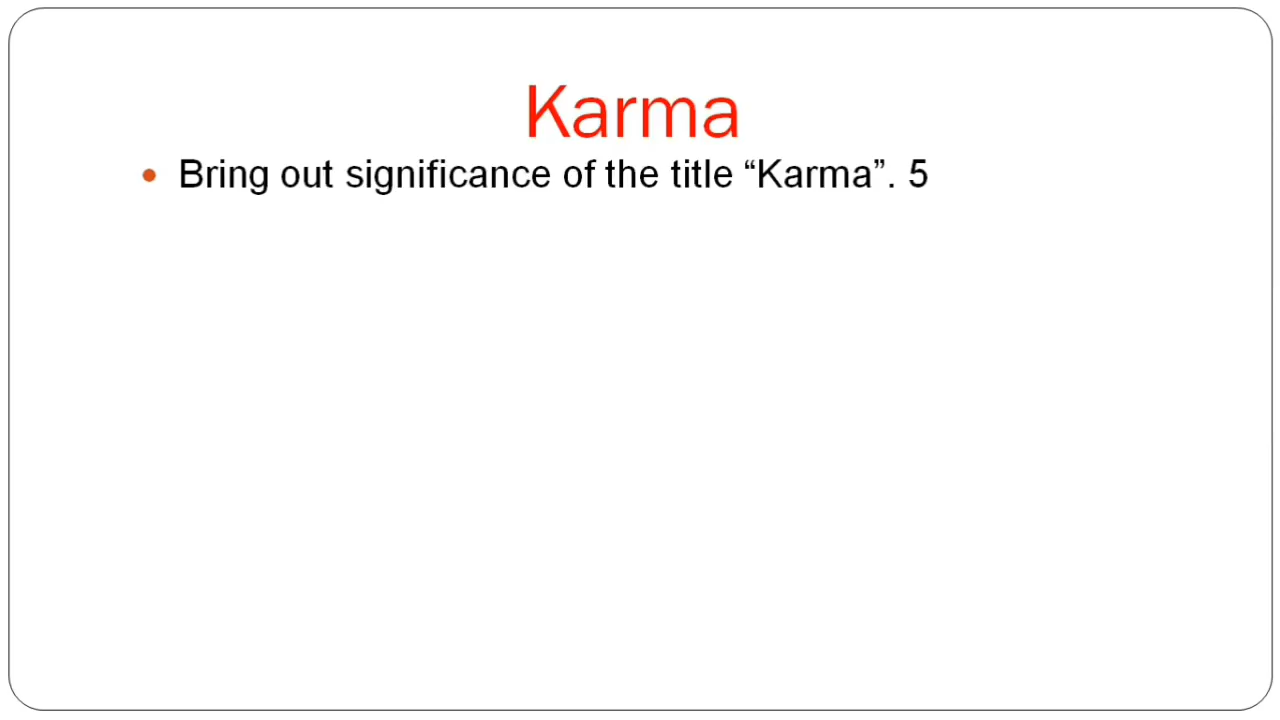 Karma
• Bring out significance of the title “Karma”. 5